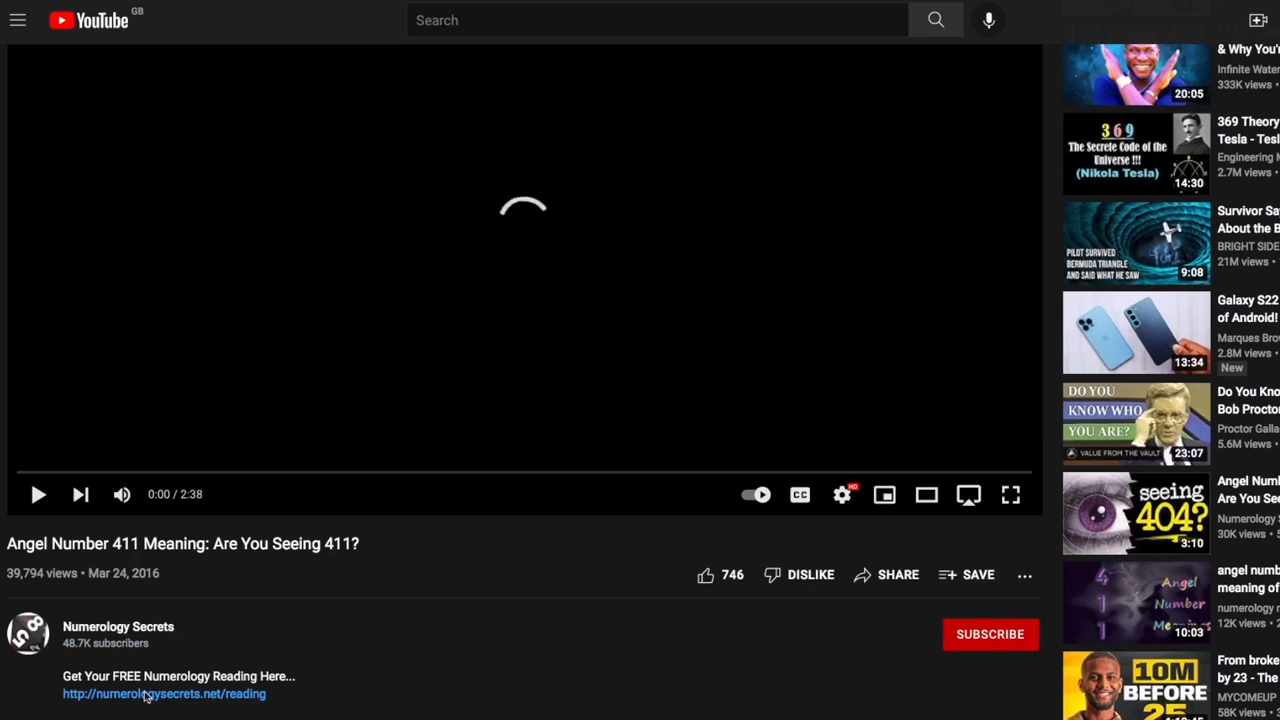 YouTube GB
Search
& Why You'r
Infinite Water
333K views •
20:05
3 6 9
The Secrete Code of the
Universe !!!
(Nikola Tesla)
14:30
369 Theory
Tesla - Tesl
Engineering M
2.7M views •
PILOT SURVIVED
BERMUDA TRIANGLE
AND SAID WHAT HE SAW
9:08
Survivor Sa
About the B
BRIGHT SIDE
21M views •
13:34
Galaxy S22
of Android!
Marques Bro
2.8M views •
New
DO YOU
KNOW WHO
YOU ARE?
VALUE FROM THE VAULT
23:07
Do You Kno
Bob Proctor
Proctor Galla
5.6M views •
seeing
404?
3:10
Angel Numb
Are You See
Numerology S
30K views •
4
1
1
Angel
Number
10:03
angel numb
meaning of
numerology n
12K views • 2
10M
BEFORE
25
From broke
by 23 - The
MYCOMEUP
58K views •
0:00 / 2:38
CC
HD
Angel Number 411 Meaning: Are You Seeing 411?
39,794 views • Mar 24, 2016
746
DISLIKE
SHARE
SAVE
Numerology Secrets
48.7K subscribers
SUBSCRIBE
Get Your FREE Numerology Reading Here...
http://numerologysecrets.net/reading